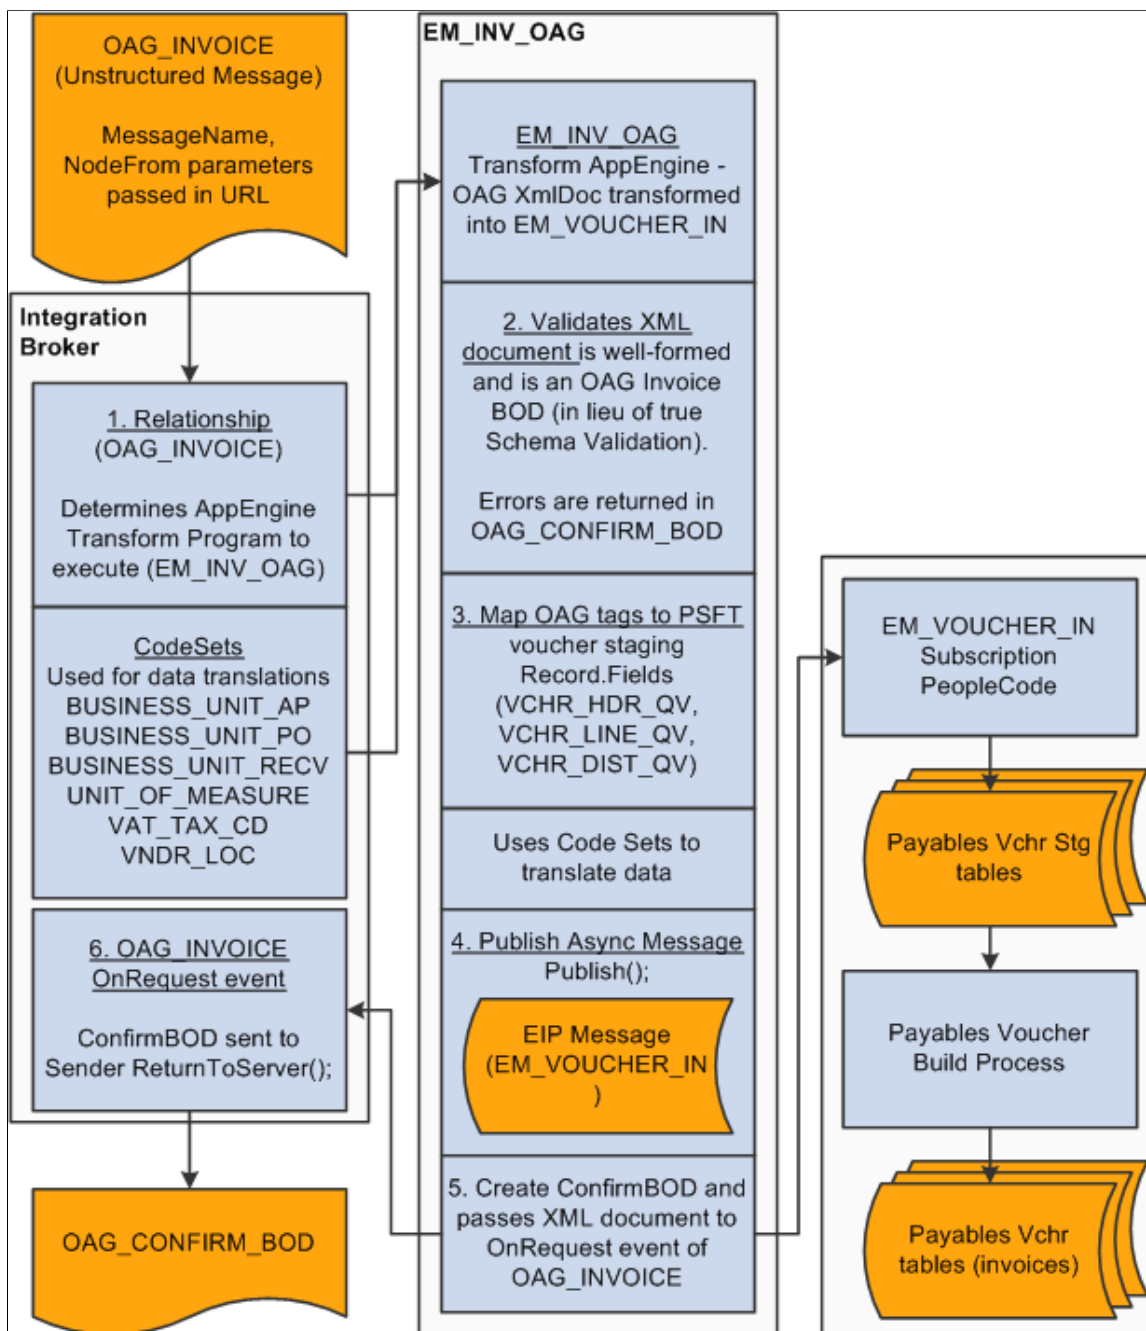 OAG_INVOICE
(Unstructured Message)
MessageName,
NodeFrom parameters
passed in URL
Integration
Broker
1. Relationship
(OAG_INVOICE)
Determines AppEngine
Transform Program to
execute (EM_INV_OAG)
CodeSets
Used for data translations
BUSINESS_UNIT_AP
BUSINESS_UNIT_PO
BUSINESS_UNIT_RECV
UNIT_OF_MEASURE
VAT_TAX_CD
VNDR_LOC
6. OAG_INVOICE
OnRequest event
ConfirmBOD sent to
Sender ReturnToServer();
OAG_CONFIRM_BOD
EM_INV_OAG
EM_INV_OAG
Transform AppEngine -
OAG XmlDoc transformed
into EM_VOUCHER_IN
2. Validates XML
document is well-formed
and is an OAG Invoice
BOD (in lieu of true
Schema Validation).
Errors are returned in
OAG_CONFIRM_BOD
3. Map OAG tags to PSFT
voucher staging
Record.Fields
(VCHR_HDR_QV,
VCHR_LINE_QV,
VCHR_DIST_QV)
Uses Code Sets to
translate data
4. Publish Async Message
Publish();
EIP Message
(EM_VOUCHER_IN
)
5. Create ConfirmBOD and
passes XML document to
OnRequest event of
OAG_INVOICE
EM_VOUCHER_IN
Subscription
PeopleCode
Payables Vchr Stg
tables
Payables Voucher
Build Process
Payables Vchr
tables (invoices)